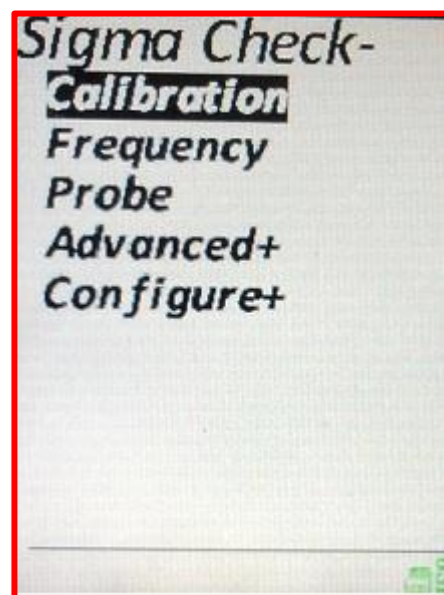 Sigma Check-
Calibration
Frequency
Probe
Advanced+
Configure+